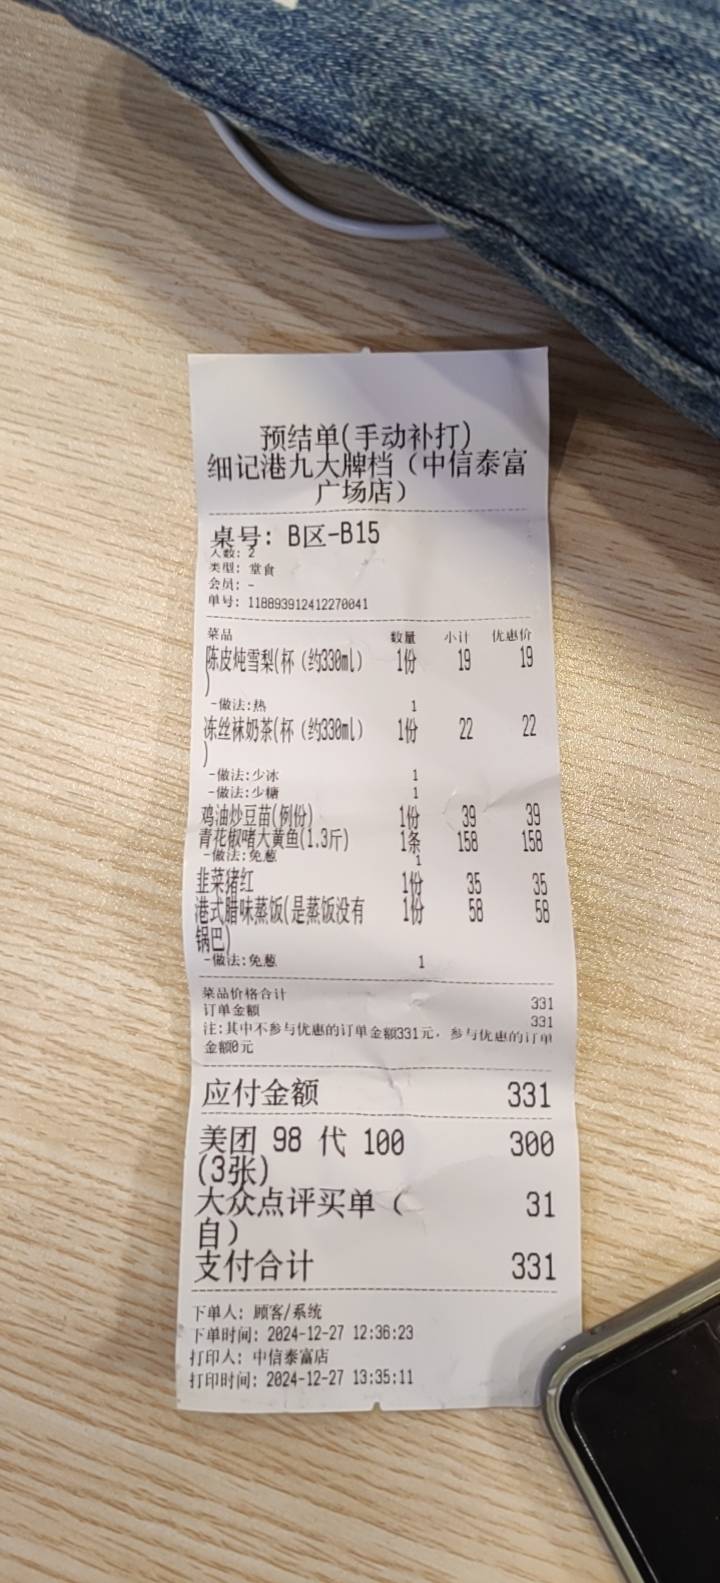 预结单(手动补打)
细记港九大牌档（中信泰富
广场店）
桌号: B区-B15
人数: 2
类型: 堂食
会员: -
单号: 118893912412270041
菜品 数量 小计 优惠价
陈皮炖雪梨(杯（约330ml） 1份 19 19
)
-做法:热 1
冻丝袜奶茶(杯（约330ml） 1份 22 22
)
-做法:少冰 1
-做法:少糖 1
鸡油炒豆苗(例份) 1份 39 39
青花椒啫大黄鱼(1.3斤) 1条 158 158
-做法:免葱 1
韭菜猪红 1份 35 35
港式腊味蒸饭(是蒸饭没有 1份 58 58
锅巴)
-做法:免葱 1
菜品价格合计 331
订单金额 331
注:其中不参与优惠的订单金额331元，参与优惠的订单
金额0元
应付金额 331
美团 98 代 100 300
(3张)
大众点评买单（ 31
自）
支付合计 331
下单人: 顾客/系统
下单时间: 2024-12-27 12:36:23
打印人: 中信泰富店
打印时间: 2024-12-27 13:35:11